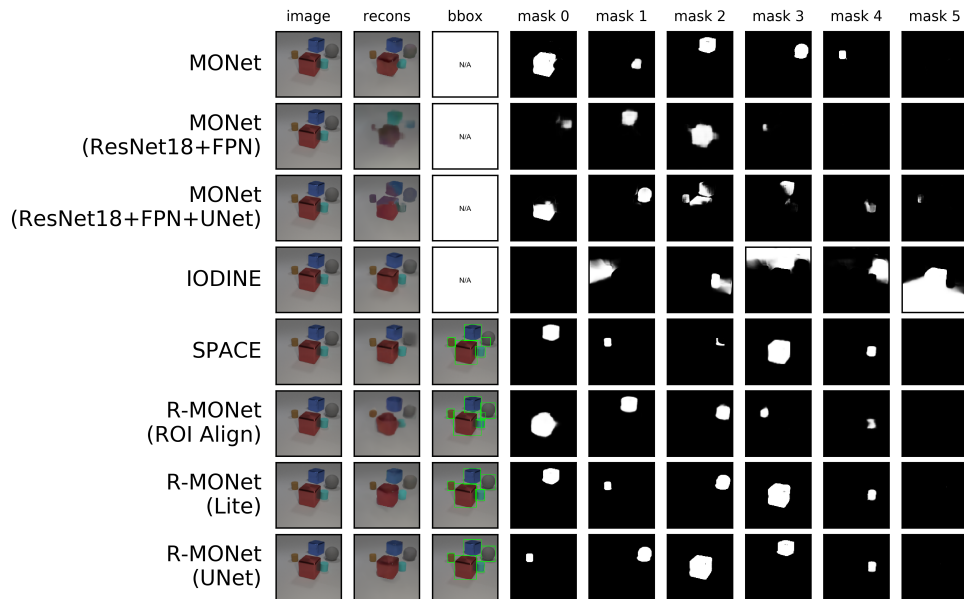 image recons bbox mask 0 mask 1 mask 2 mask 3 mask 4 mask 5
MONet
N/A
MONet
(ResNet18+FPN)
N/A
MONet
(ResNet18+FPN+UNet)
N/A
IODINE
N/A
SPACE
R-MONet
(ROI Align)
R-MONet
(Lite)
R-MONet
(UNet)